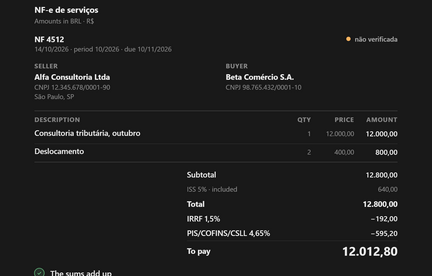 NF-e de serviços
Amounts in BRL · R$
NF 4512
não verificada
14/10/2026 · period 10/2026 · due 10/11/2026
SELLER
Alfa Consultoria Ltda
CNPJ 12.345.678/0001-90
São Paulo, SP
BUYER
Beta Comércio S.A.
CNPJ 98.765.432/0001-10
DESCRIPTION QTY PRICE AMOUNT
Consultoria tributária, outubro 1 12.000,00 12.000,00
Deslocamento 2 400,00 800,00
Subtotal 12.800,00
ISS 5% · included 640,00
Total 12.800,00
IRRF 1,5% −192,00
PIS/COFINS/CSLL 4,65% −595,20
To pay 12.012,80
The sums add up